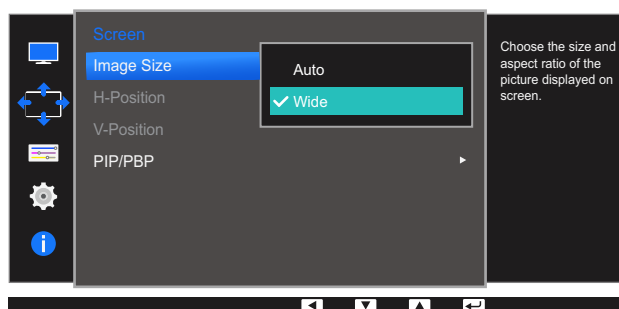 Screen
Image Size
H-Position
V-Position
PIP/PBP
Auto
Wide
Choose the size and
aspect ratio of the
picture displayed on
screen.